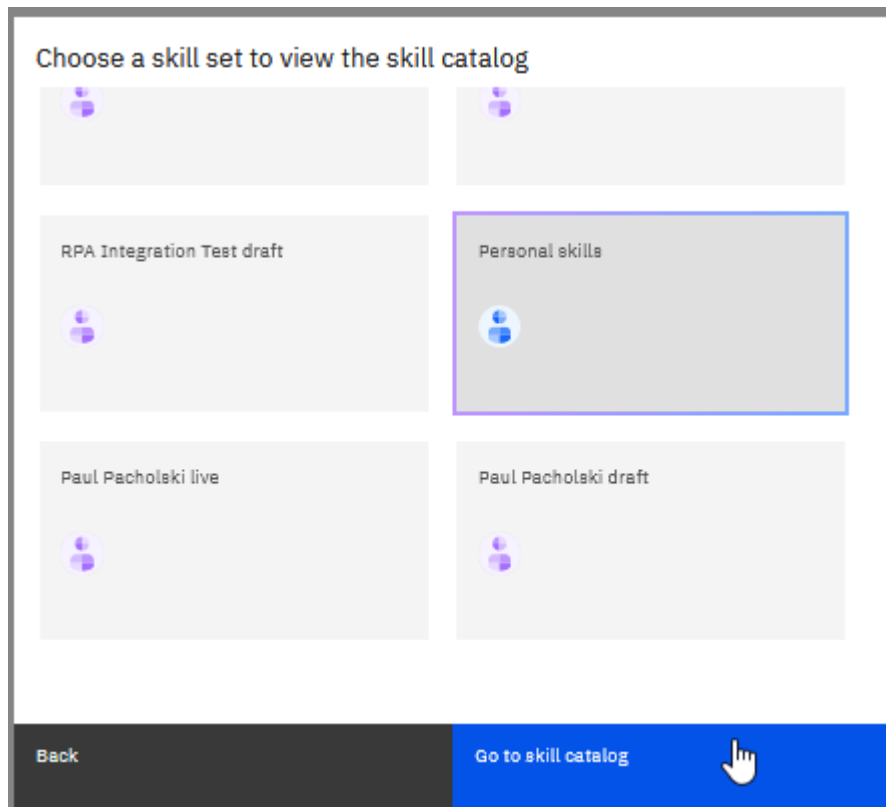 Choose a skill set to view the skill catalog
RPA Integration Test draft
Personal skills
Paul Pacholski live
Paul Pacholski draft
Back
Go to skill catalog